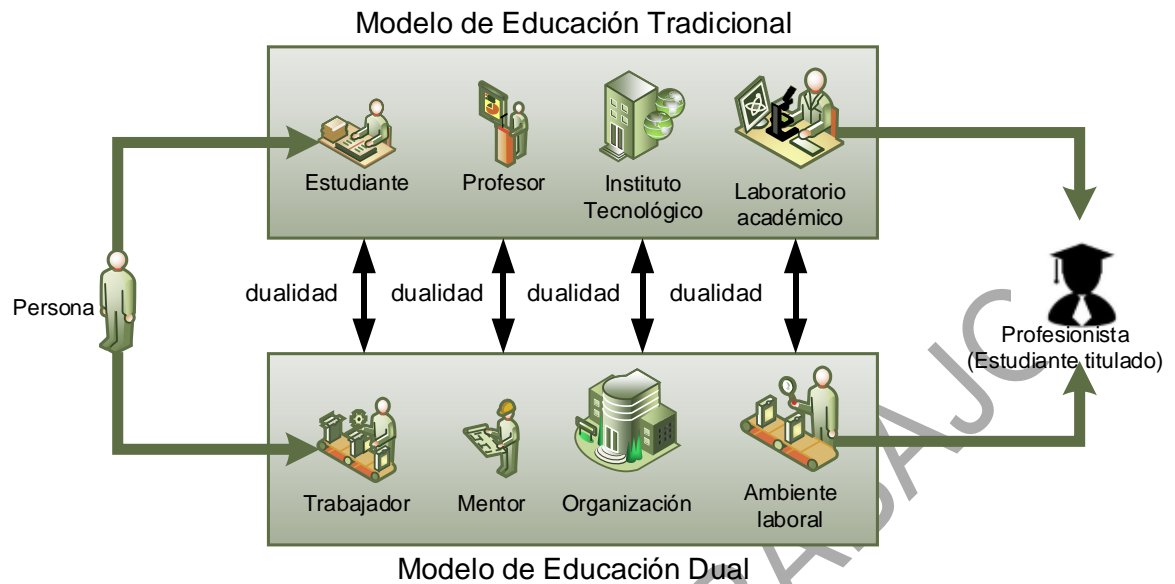 Modelo de Educación Tradicional
Estudiante
Profesor
Instituto
Tecnológico
Laboratorio
académico
Persona
dualidad
dualidad
dualidad
dualidad
Profesionista
(Estudiante titulado)
Trabajador
Mentor
Organización
Ambiente
laboral
Modelo de Educación Dual